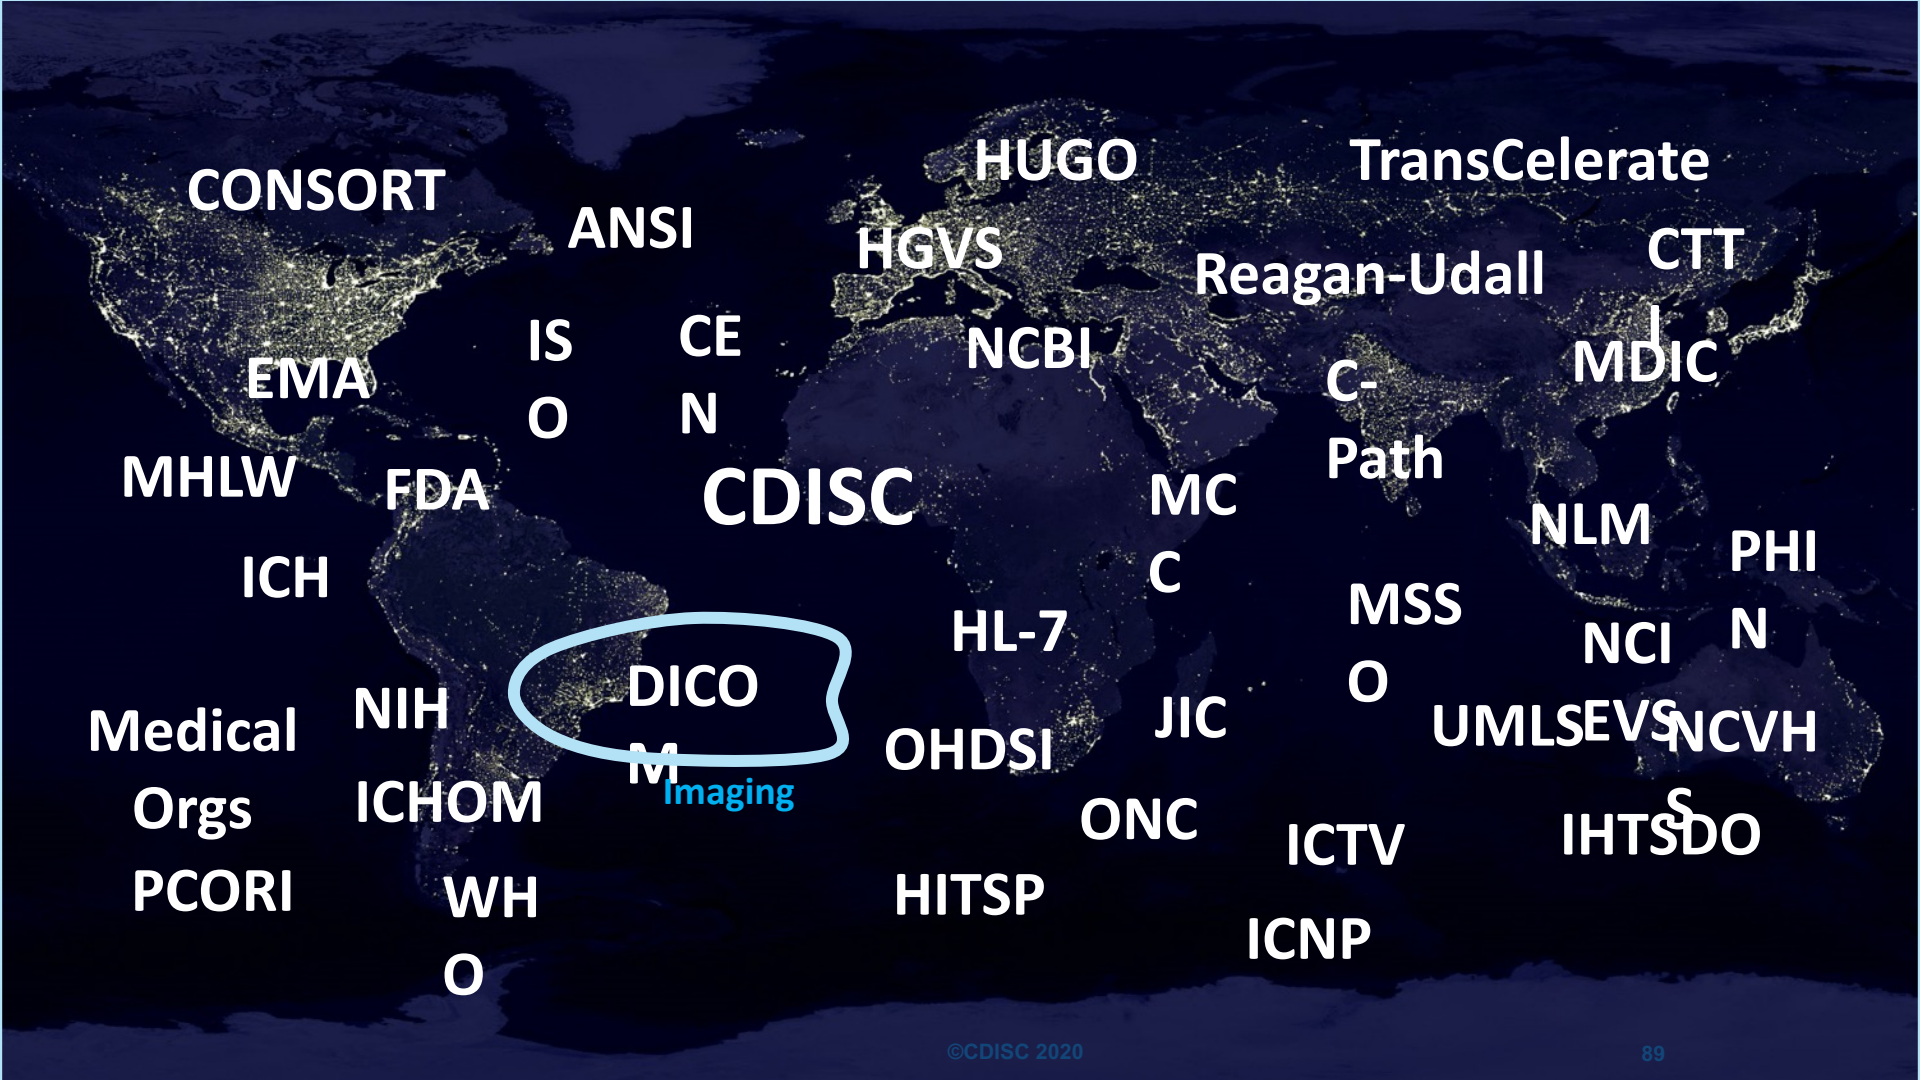 HUGO
TransCelerate
CONSORT
ANSI
HGVS
Reagan-Udall
CTT
I
IS
O
CE
N
NCBI
MDIC
EMA
C-
Path
MHLW
FDA
CDISC
MC
C
NLM
PHI
N
ICH
HL-7
MSS
O
NCI
EVS
DICO
M
Imaging
NIH
Medical
Orgs
JIC
UMLS
NCVH
S
OHDSI
ICHOM
ONC
ICTV
IHTSDO
PCORI
WH
O
HITSP
ICNP
©CDISC 2020
89